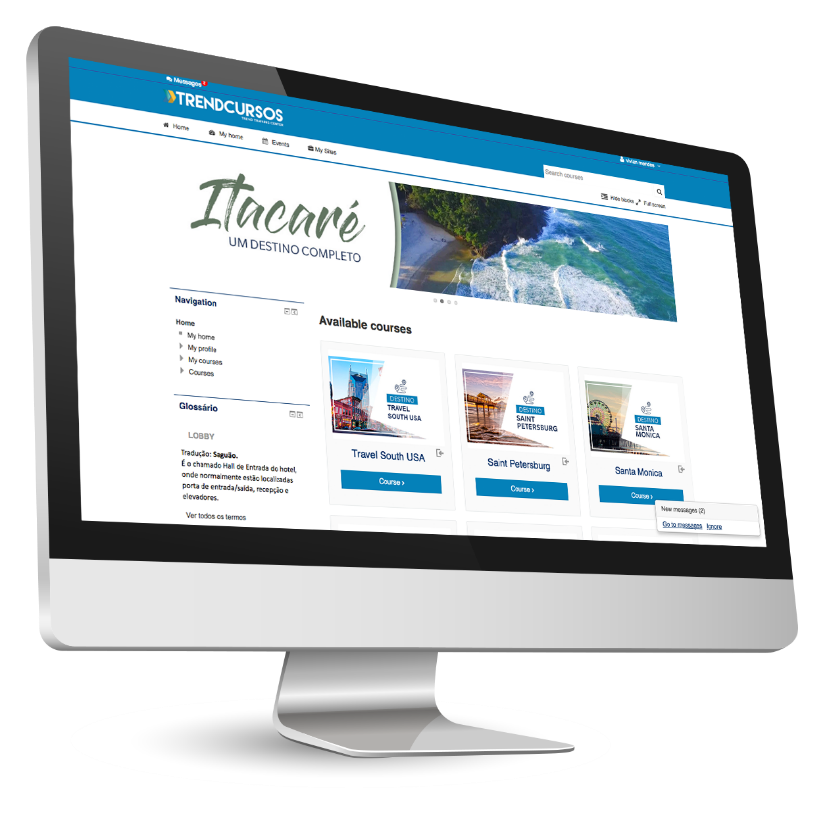 Messages 2
TRENDCURSOS
vivian mendes
Home
My home
Events
My Sites
Search courses
Hide blocks
Full screen
Itacaré
UM DESTINO COMPLETO
Navigation
Home
My home
My profile
My courses
Courses
Glossário
LOBBY
Tradução: Saguão.
É o chamado Hall de Entrada do hotel,
onde normalmente estão localizadas
porta de entrada/saída, recepção e
elevadores.
Ver todos os termos
Available courses
DESTINO
TRAVEL
SOUTH USA
Travel South USA
Course ›
DESTINO
SAINT
PETERSBURG
Saint Petersburg
Course ›
DESTINO
SANTA
MONICA
Santa Monica
Course ›
New messages (2)
Go to messages Ignore